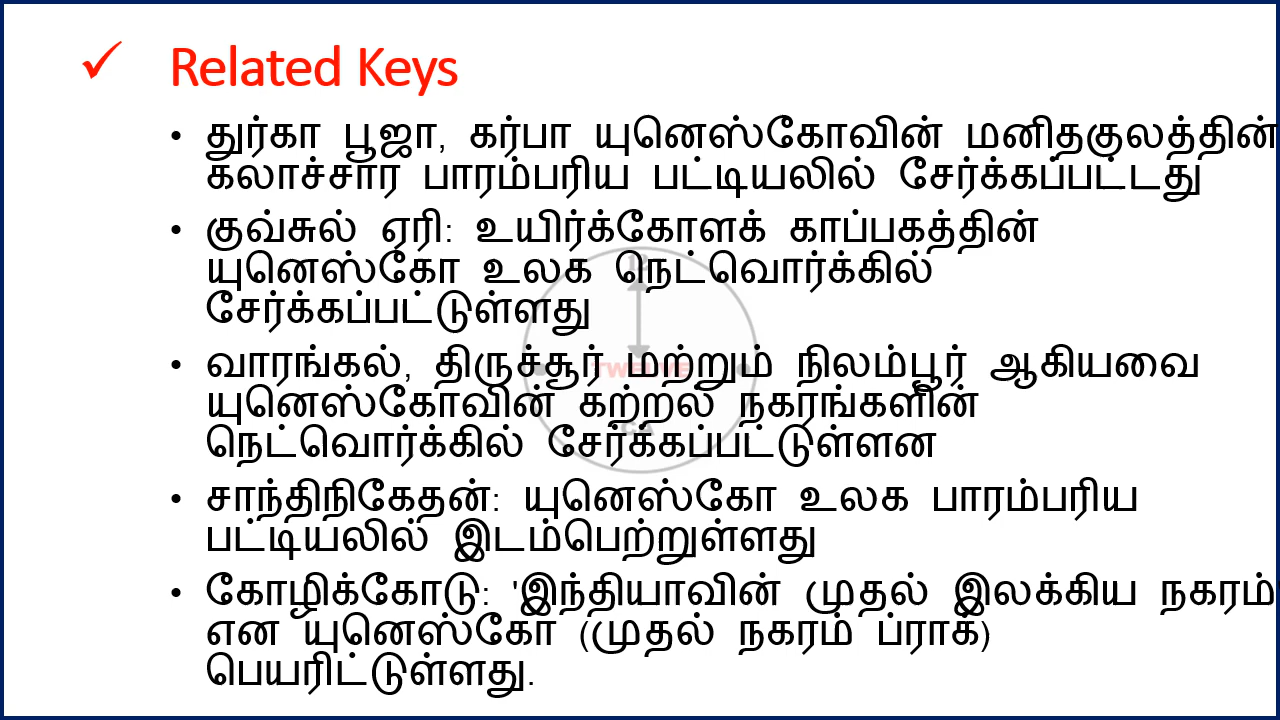 ✓ Related Keys
• துர்கா பூஜா, கர்பா யுனெஸ்கோவின் மனிதகுலத்தின்
கலாச்சார பாரம்பரிய பட்டியலில் சேர்க்கப்பட்டது
• குவ்சுல் ஏரி: உயிர்க்கோளக் காப்பகத்தின்
யுனெஸ்கோ உலக நெட்வொர்க்கில்
சேர்க்கப்பட்டுள்ளது
• வாரங்கல், திருச்சூர் மற்றும் நிலம்பூர் ஆகியவை
யுனெஸ்கோவின் கற்றல் நகரங்களின்
நெட்வொர்க்கில் சேர்க்கப்பட்டுள்ளன
• சாந்திநிகேதன்: யுனெஸ்கோ உலக பாரம்பரிய
பட்டியலில் இடம்பெற்றுள்ளது
• கோழிக்கோடு: 'இந்தியாவின் முதல் இலக்கிய நகரம்
என யுனெஸ்கோ (முதல் நகரம் ப்ராக்)
பெயரிட்டுள்ளது.